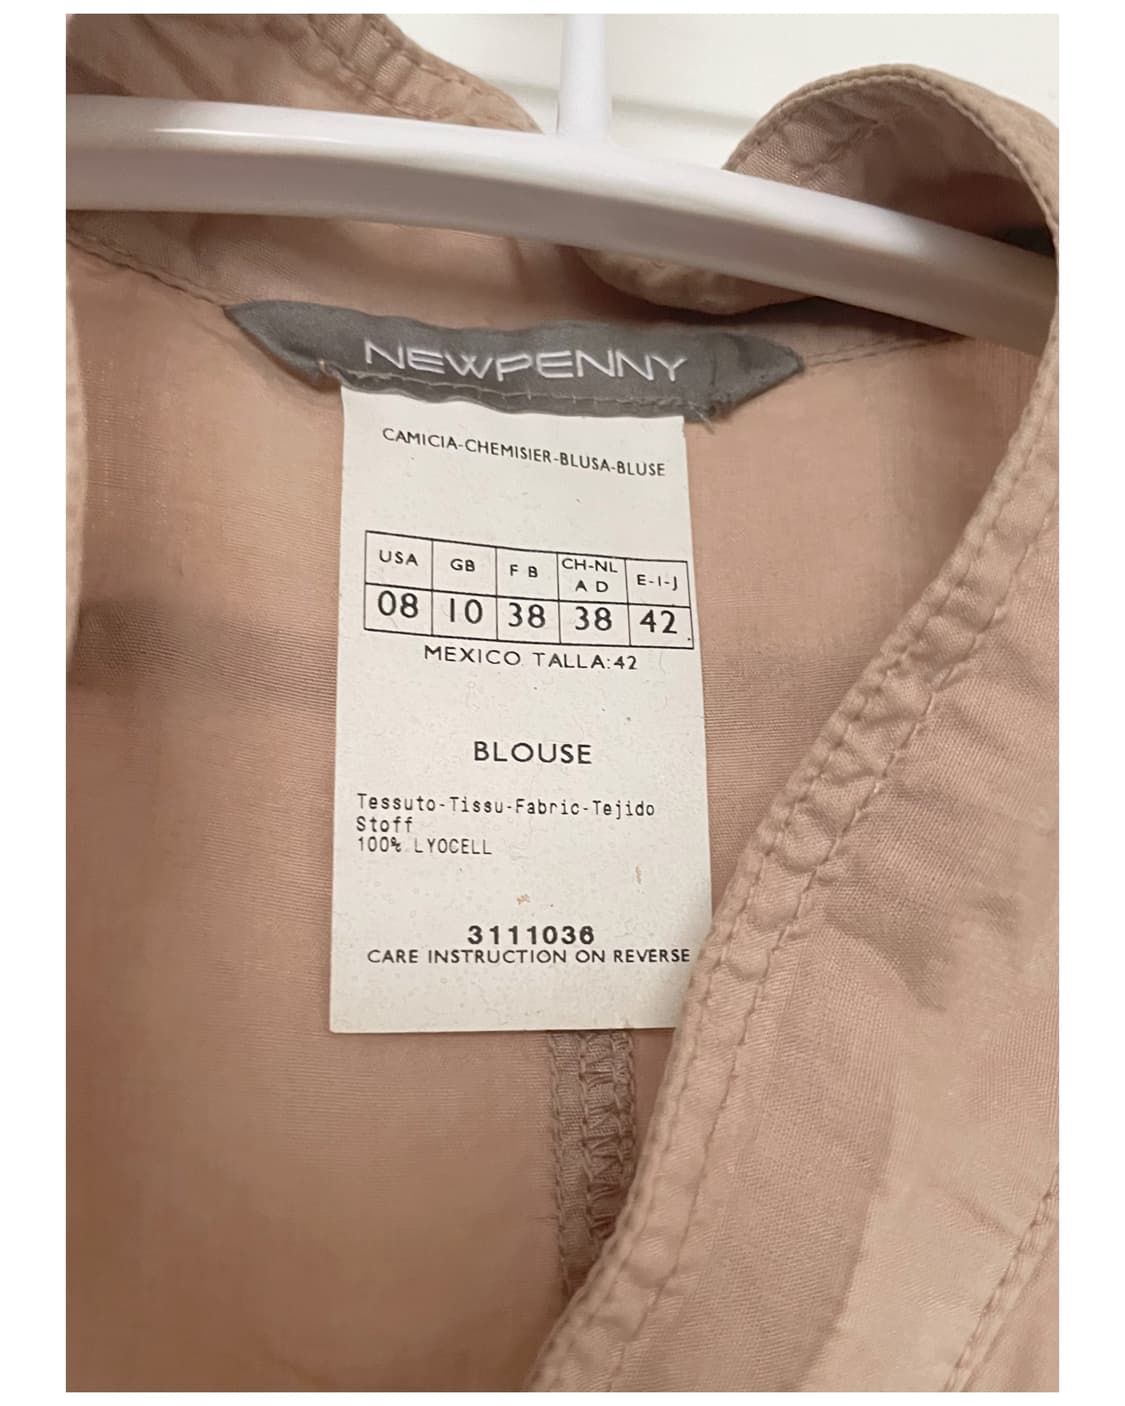 NEWPENNY
CAMICIA-CHEMISIER-BLUSA-BLUSE
USA GB F B CH-NL A D E-I-J
08 10 38 38 42
MEXICO TALLA:42
BLOUSE
Tessuto-Tissu-Fabric-Tejido
Stoff
100% LYOCELL
3111036
CARE INSTRUCTION ON REVERSE